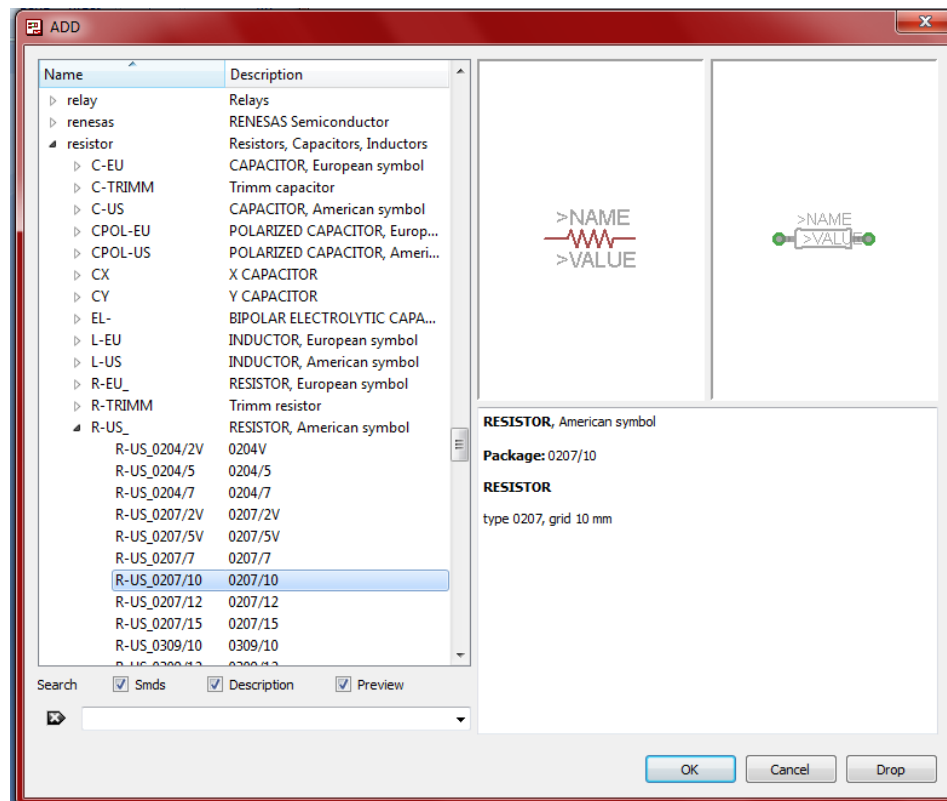 ADD
Name Description
relay Relays
renesas RENESAS Semiconductor
resistor Resistors, Capacitors, Inductors
C-EU CAPACITOR, European symbol
C-TRIMM Trimm capacitor
C-US CAPACITOR, American symbol
CPOL-EU POLARIZED CAPACITOR, Europ...
CPOL-US POLARIZED CAPACITOR, Ameri...
CX X CAPACITOR
CY Y CAPACITOR
EL- BIPOLAR ELECTROLYTIC CAPA...
L-EU INDUCTOR, European symbol
L-US INDUCTOR, American symbol
R-EU_ RESISTOR, European symbol
R-TRIMM Trimm resistor
R-US_ RESISTOR, American symbol
R-US_0204/2V 0204V
R-US_0204/5 0204/5
R-US_0204/7 0204/7
R-US_0207/2V 0207/2V
R-US_0207/5V 0207/5V
R-US_0207/7 0207/7
R-US_0207/10 0207/10
R-US_0207/12 0207/12
R-US_0207/15 0207/15
R-US_0309/10 0309/10
Search Smds Description Preview
>NAME
>VALUE
>NAME
>VALUE
RESISTOR, American symbol
Package: 0207/10
RESISTOR
type 0207, grid 10 mm
OK Cancel Drop